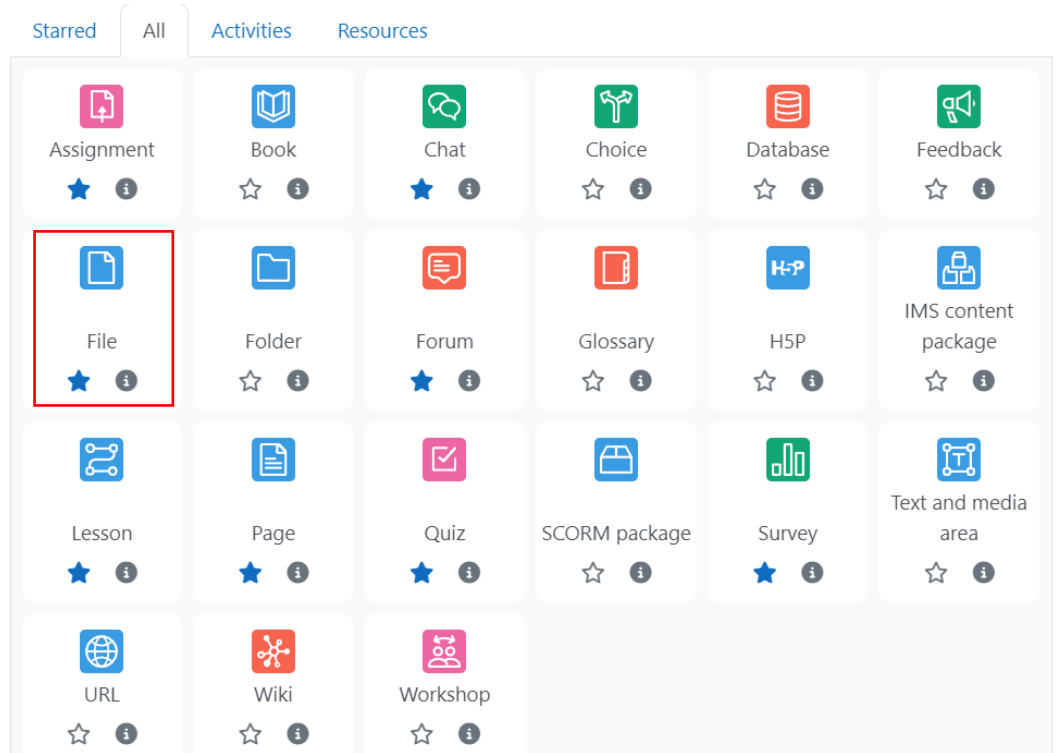 Starred All Activities Resources
Assignment Book Chat Choice Database Feedback
H5P
IMS content
File Folder Forum Glossary H5P package
T
Text and media
Lesson Page Quiz SCORM package Survey area
URL Wiki Workshop